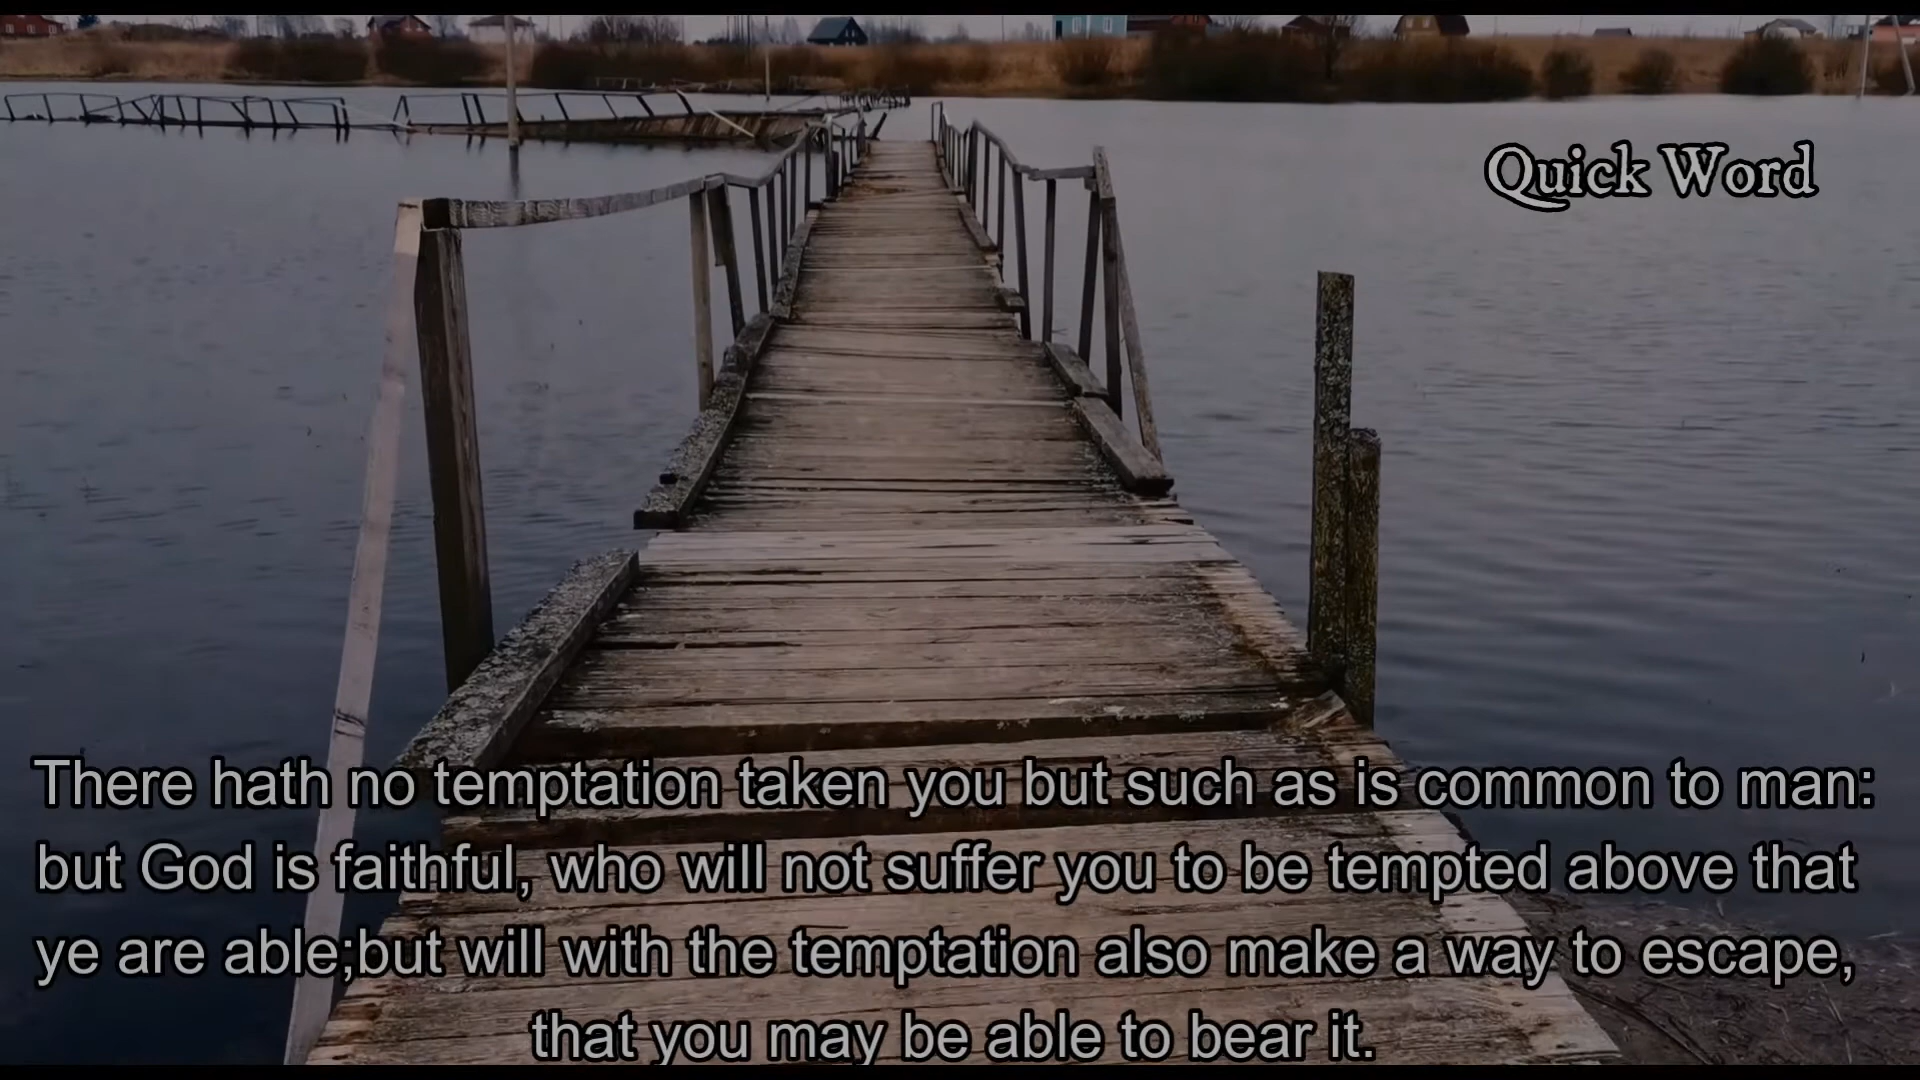 Quick Word
There hath no temptation taken you but such as is common to man:
but God is faithful, who will not suffer you to be tempted above that
ye are able;but will with the temptation also make a way to escape,
that you may be able to bear it.